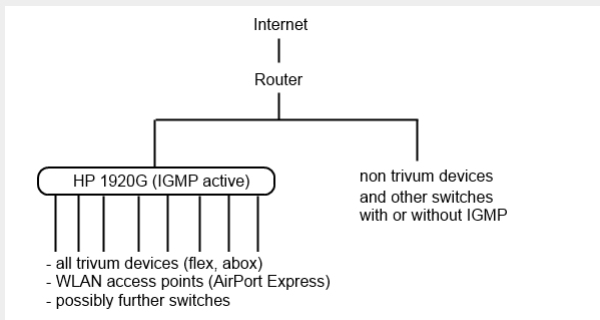 Internet
Router
HP 1920G (IGMP active)
non trivum devices
and other switches
with or without IGMP
- all trivum devices (flex, abox)
- WLAN access points (AirPort Express)
- possibly further switches